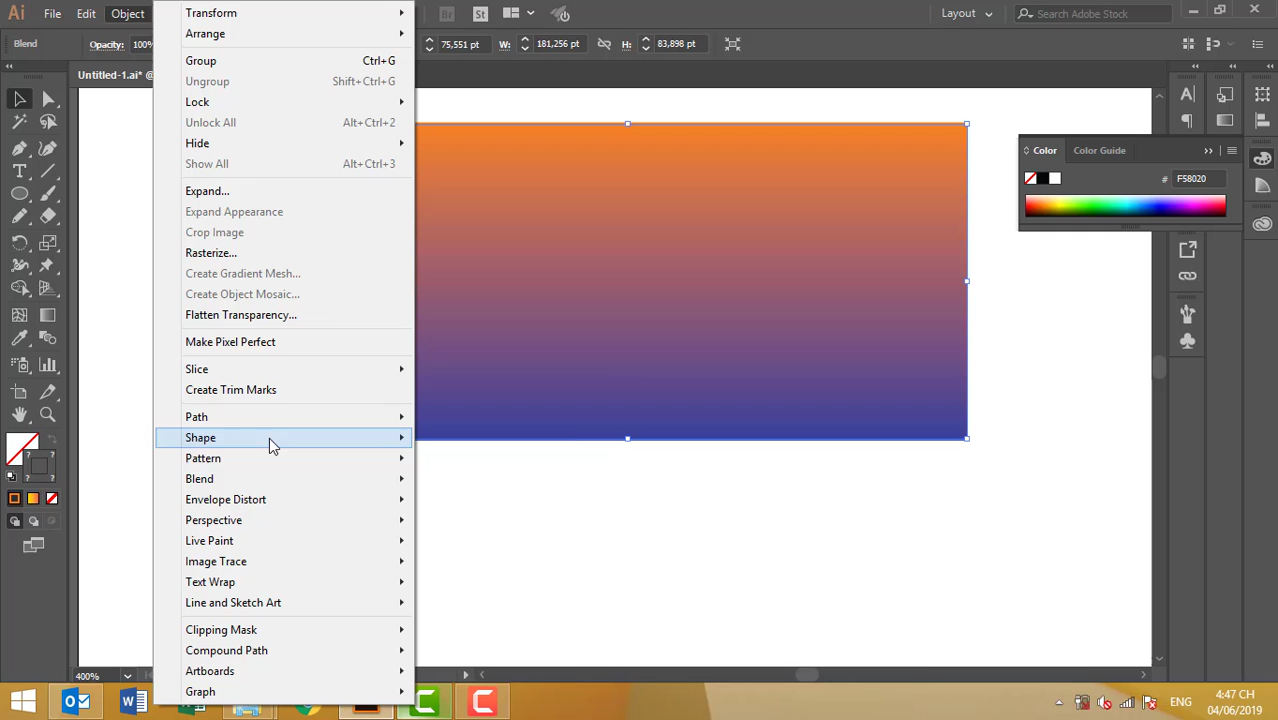 Ai File Edit Object Br St Layout Search Adobe Stock
Blend Opacity: 100% 75,551 pt W: 181,256 pt H: 83,898 pt
Untitled-1.ai* @
Transform
Arrange
Group Ctrl+G
Ungroup Shift+Ctrl+G
Lock
Unlock All Alt+Ctrl+2
Hide
Show All Alt+Ctrl+3
Expand...
Expand Appearance
Crop Image
Rasterize...
Create Gradient Mesh...
Create Object Mosaic...
Flatten Transparency...
Make Pixel Perfect
Slice
Create Trim Marks
Path
Shape
Pattern
Blend
Envelope Distort
Perspective
Live Paint
Image Trace
Text Wrap
Line and Sketch Art
Clipping Mask
Compound Path
Artboards
Graph
Color Color Guide
# F58020
400%
ENG
4:47 CH
04/06/2019